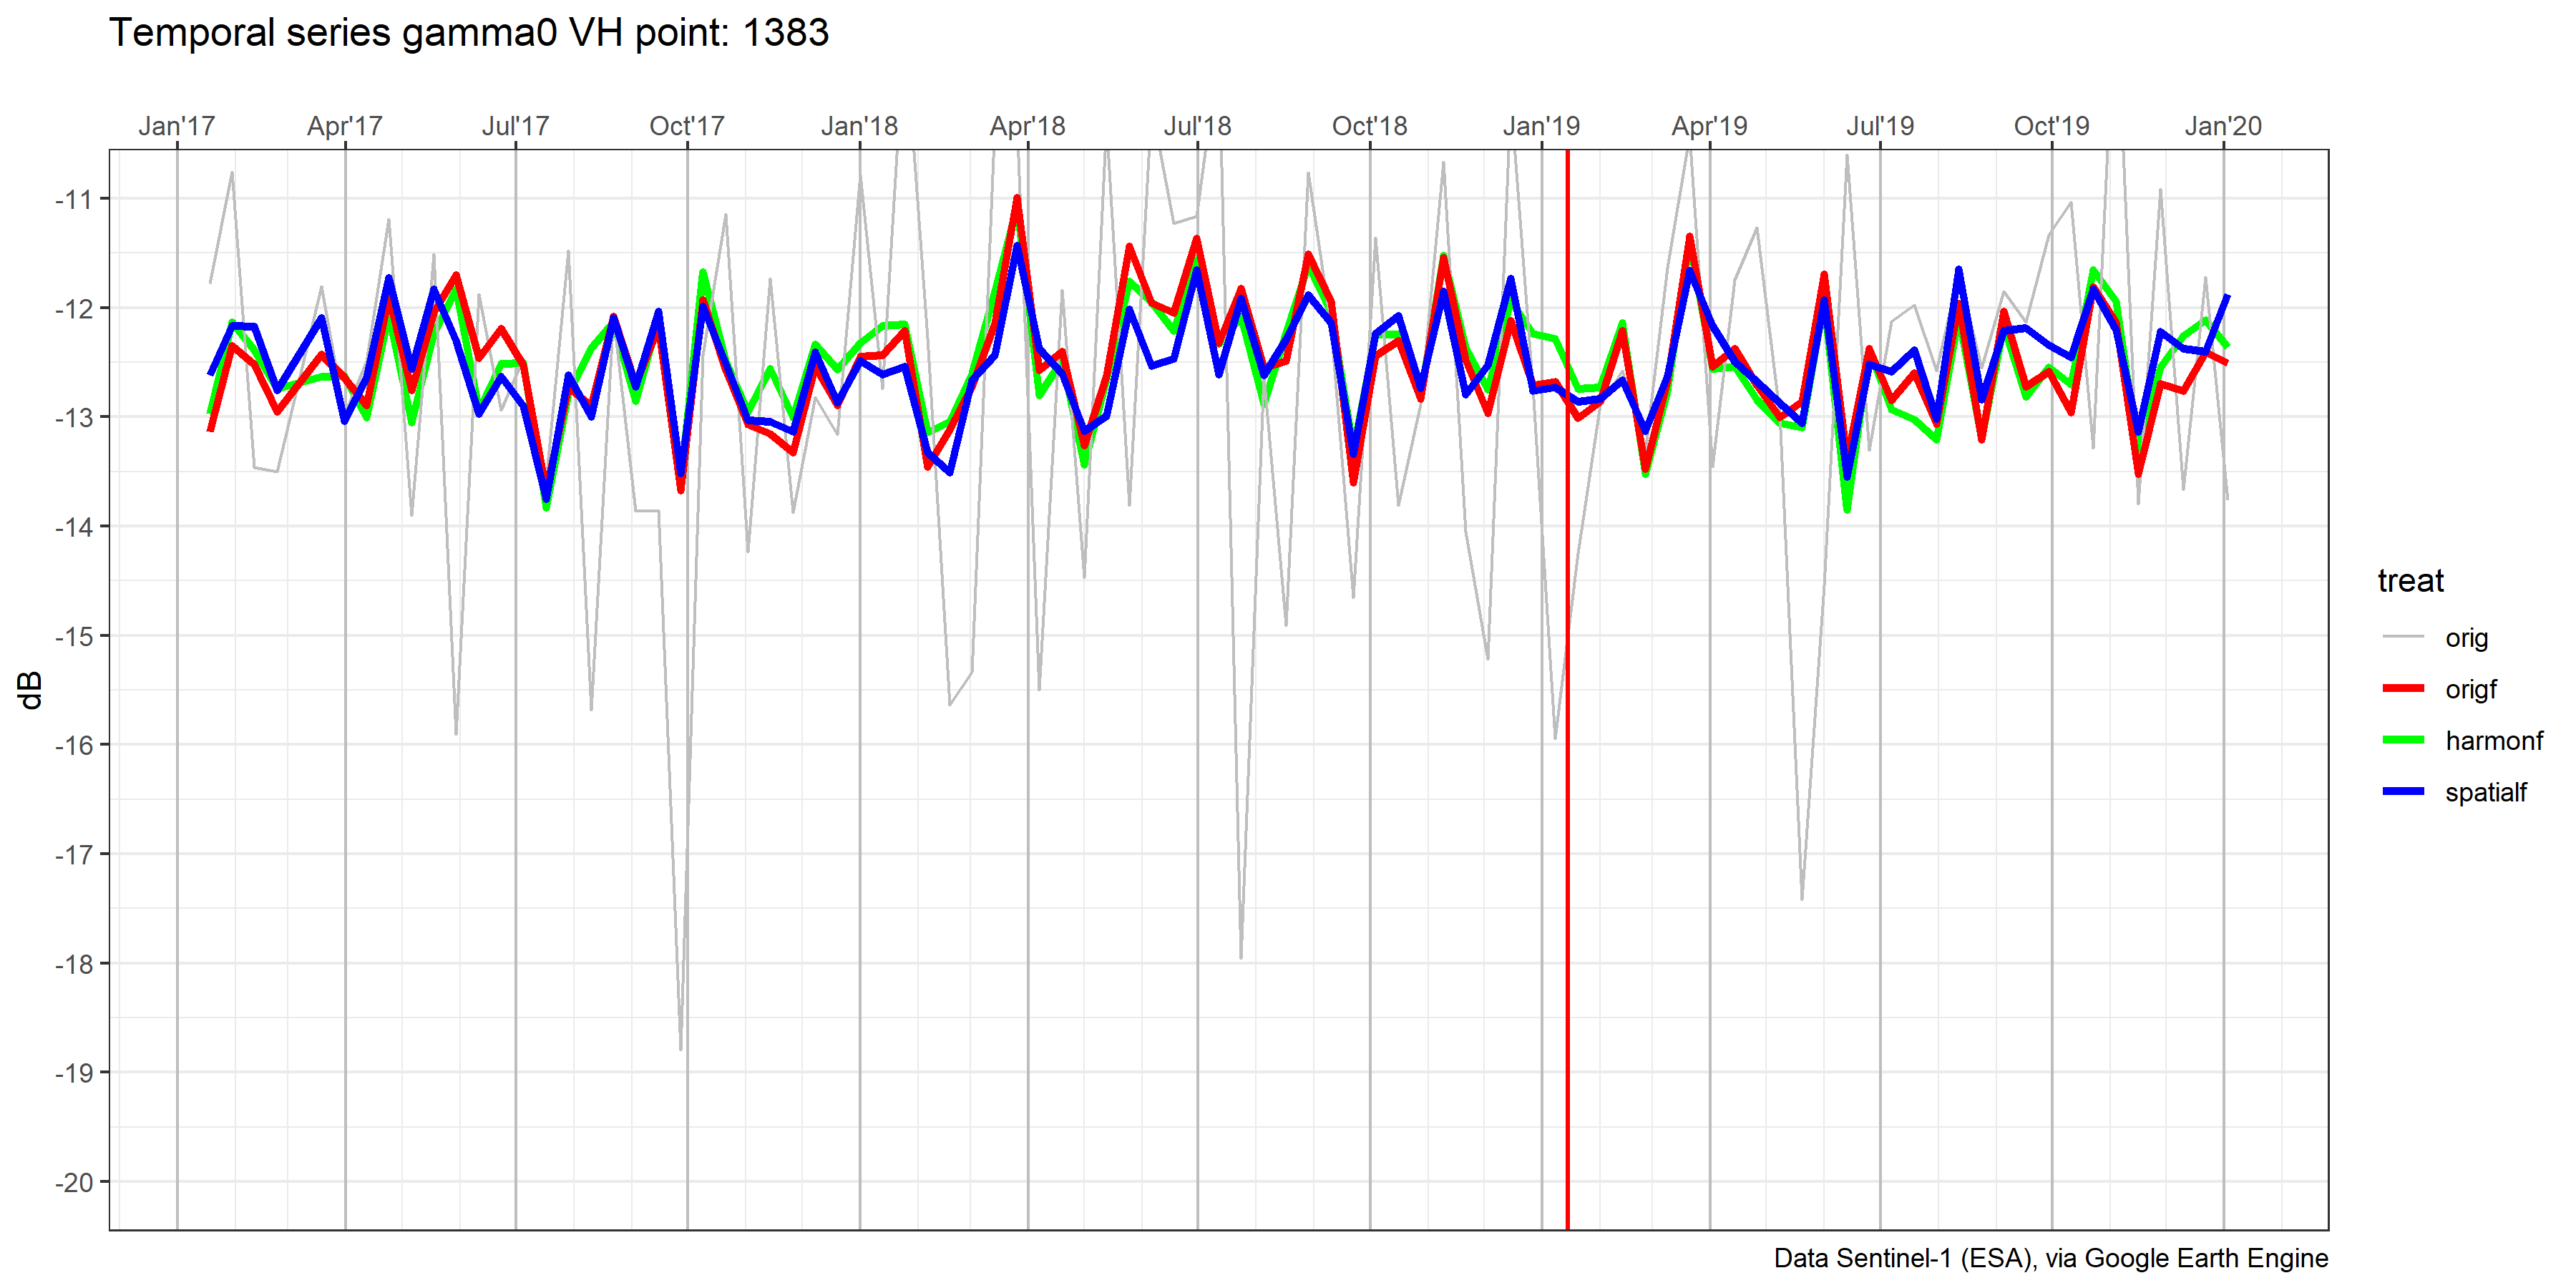 Temporal series gamma0 VH point: 1383
Jan'17 Apr'17 Jul'17 Oct'17 Jan'18 Apr'18 Jul'18 Oct'18 Jan'19 Apr'19 Jul'19 Oct'19 Jan'20
-11
-12
-13
-14
-15
-16
-17
-18
-19
-20
dB
treat
orig
origf
harmonf
spatialf
Data Sentinel-1 (ESA), via Google Earth Engine